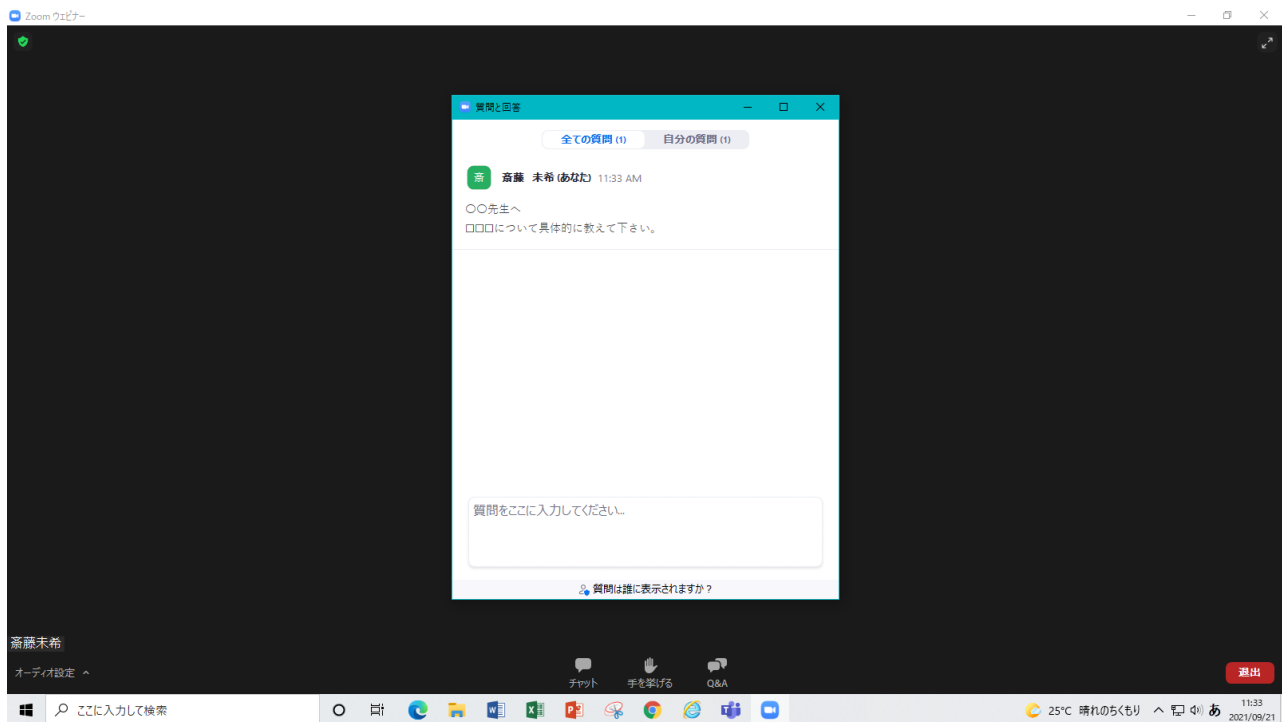 Zoom ウェビナー
質問と回答
全ての質問 (1) 自分の質問 (1)
斎 斎藤 未希 (あなた) 11:33 AM
〇〇先生へ
□□□について具体的に教えて下さい。
質問をここに入力してください...
質問は誰に表示されますか？
斎藤未希
オーディオ設定
チャット 手を挙げる Q&A
退出
ここに入力して検索
25°C 晴れのちくもり あ
11:33
2021/09/21